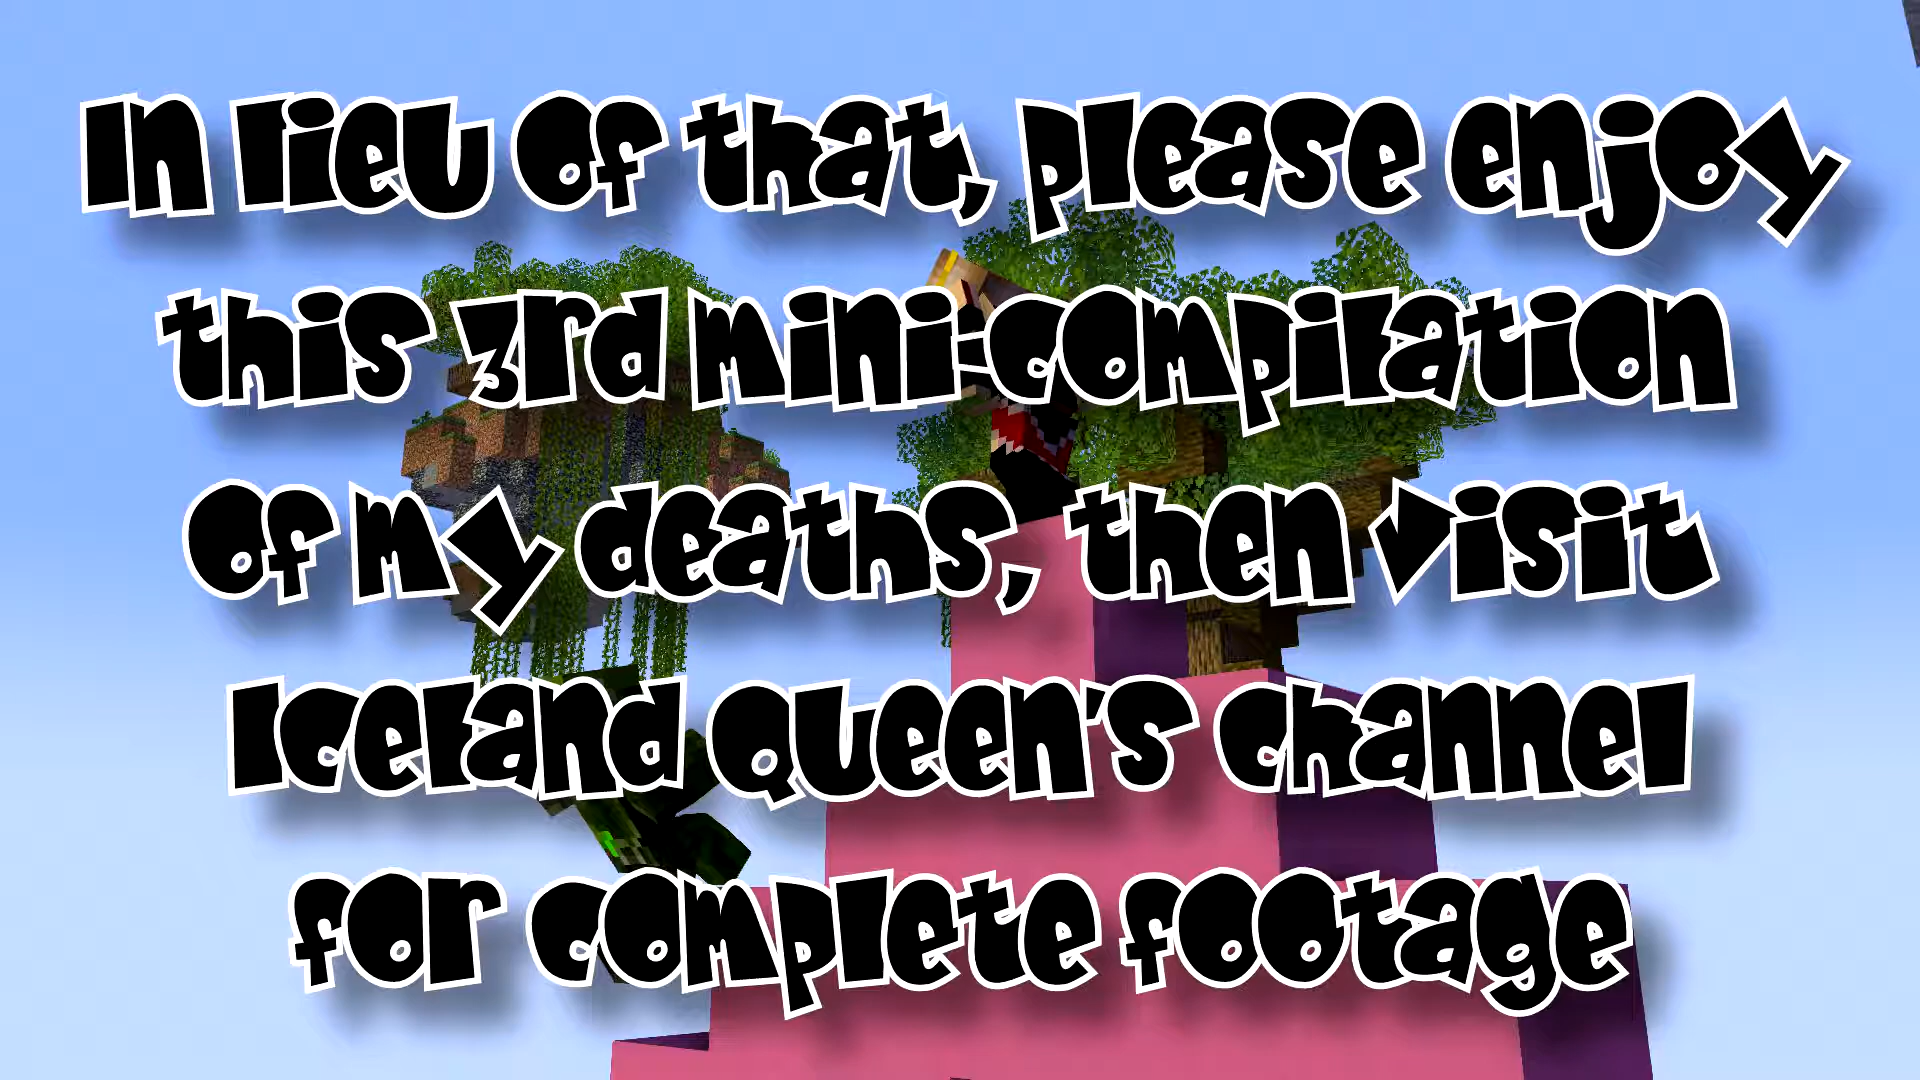 In lieu of that, please enjoy
this 3rd mini-compilation
of my deaths, then visit
Iceland Queen's channel
for complete footage